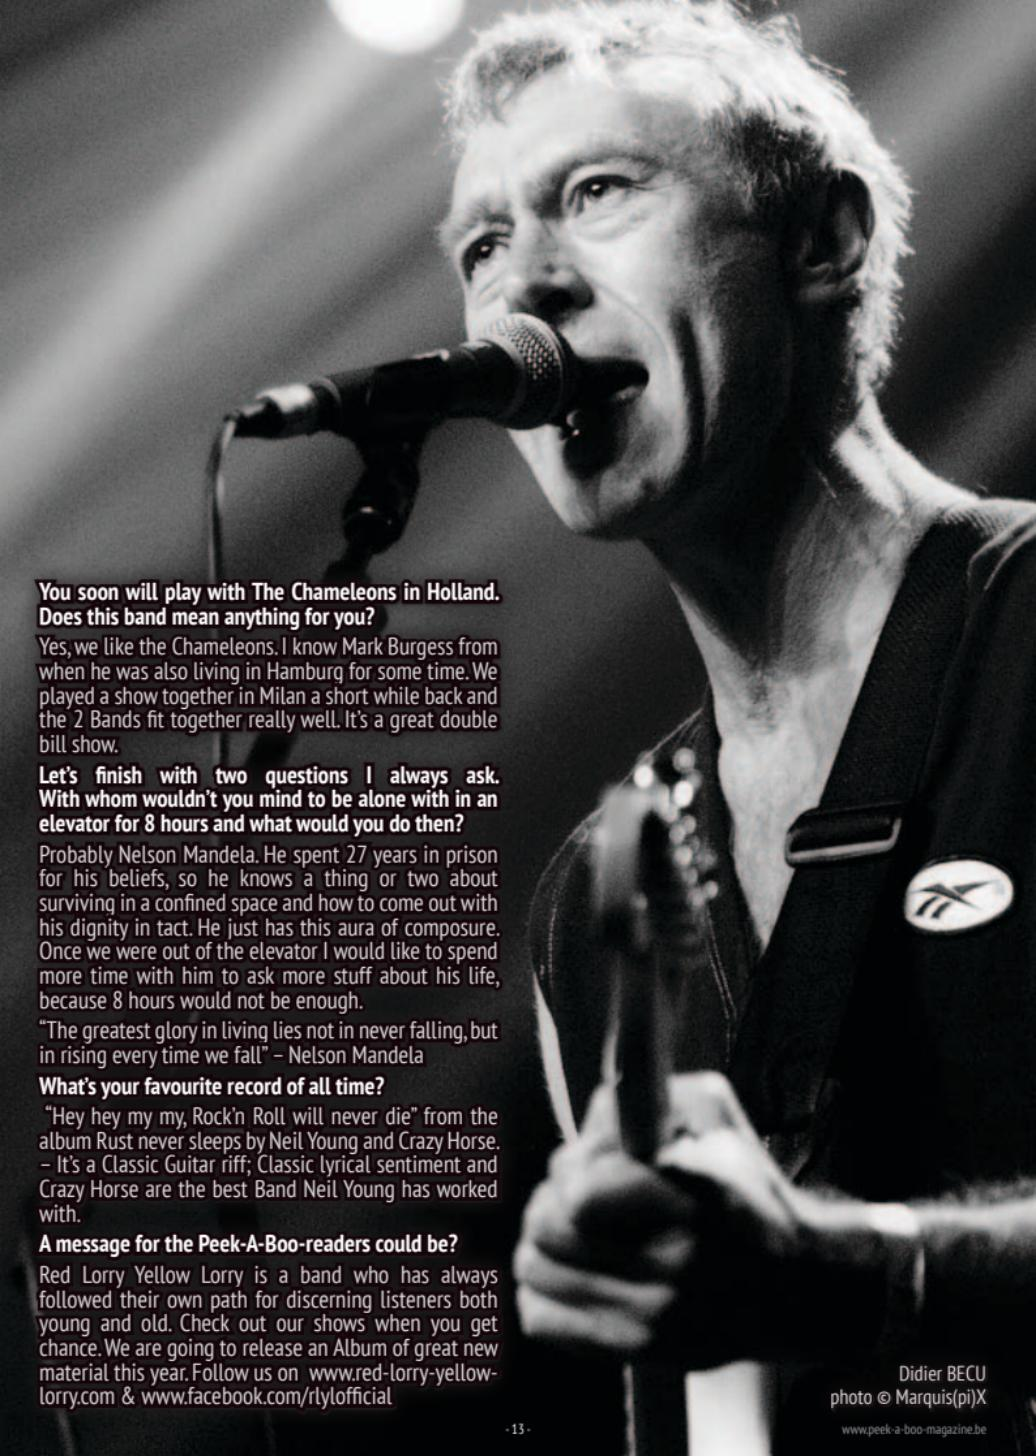 You soon will play with The Chameleons in Holland.
Does this band mean anything for you?
Yes, we like the Chameleons. I know Mark Burgess from
when he was also living in Hamburg for some time. We
played a show together in Milan a short while back and
the 2 Bands fit together really well. It's a great double
bill show.
Let's finish with two questions I always ask.
With whom wouldn't you mind to be alone with in an
elevator for 8 hours and what would you do then?
Probably Nelson Mandela. He spent 27 years in prison
for his beliefs, so he knows a thing or two about
surviving in a confined space and how to come out with
his dignity in tact. He just has this aura of composure.
Once we were out of the elevator I would like to spend
more time with him to ask more stuff about his life,
because 8 hours would not be enough.
“The greatest glory in living lies not in never falling, but
in rising every time we fall” – Nelson Mandela
What's your favourite record of all time?
“Hey hey my my, Rock'n Roll will never die” from the
album Rust never sleeps by Neil Young and Crazy Horse.
– It's a Classic Guitar riff; Classic lyrical sentiment and
Crazy Horse are the best Band Neil Young has worked
with.
A message for the Peek-A-Boo-readers could be?
Red Lorry Yellow Lorry is a band who has always
followed their own path for discerning listeners both
young and old. Check out our shows when you get
chance. We are going to release an Album of great new
material this year. Follow us on www.red-lorry-yellow-
lorry.com & www.facebook.com/rlylofficial
Didier BECU
photo © Marquis(pi)X
- 13 -
www.peek-a-boo-magazine.be